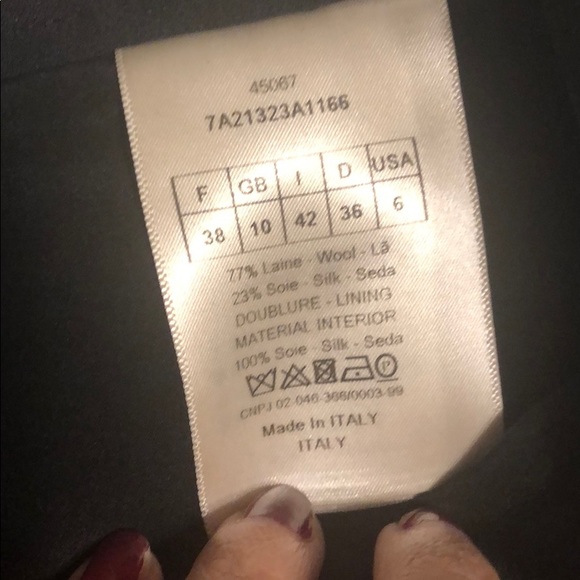 45067
7A21323A1166
F GB I D USA
38 10 42 36 6
77% Laine - Wool - Lã
23% Soie - Silk - Seda
DOUBLURE - LINING
MATERIAL INTERIOR
100% Soie - Silk - Seda
P
CNPJ 02-046-366/0003-99
Made In ITALY
ITALY